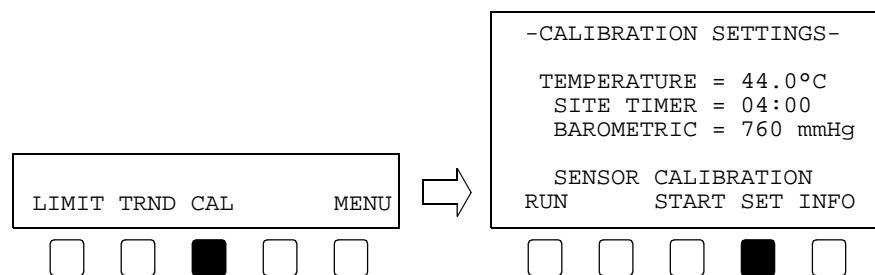 LIMIT TRND CAL MENU
-CALIBRATION SETTINGS-
TEMPERATURE = 44.0°C
SITE TIMER = 04:00
BAROMETRIC = 760 mmHg
SENSOR CALIBRATION
RUN START SET INFO